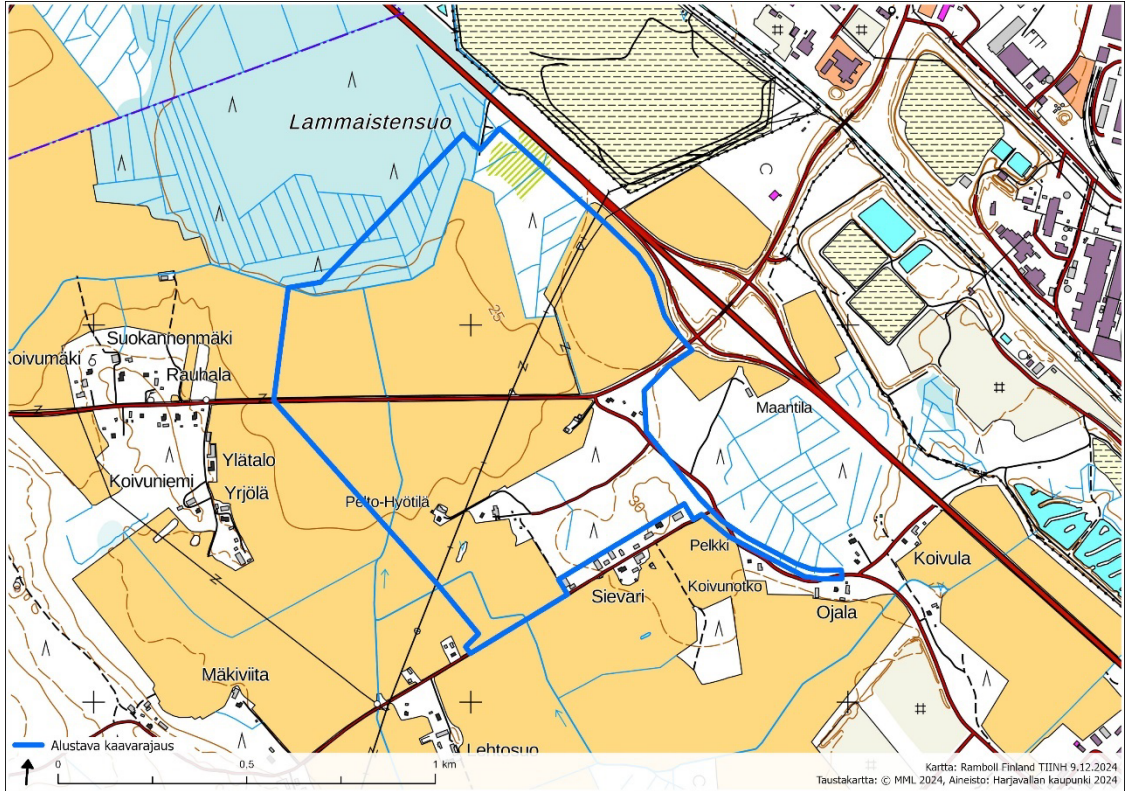 Lammaistensuo
25
Suokannonmäki
Koivumäki
Rauhala
Maantila
Ylätalo
Koivuniemi
Yrjölä
Pelto-Hyötilä
30
Pelkki
Koivula
Sievari
Koivunotko
Ojala
Mäkiviita
Lehtosuo
Alustava kaavarajaus
0 0,5 1 km
Kartta: Ramboll Finland TIINH 9.12.2024
Taustakartta: © MML 2024, Aineisto: Harjavallan kaupunki 2024